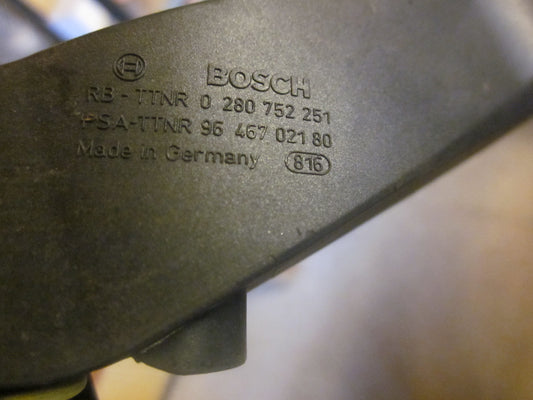 BOSCH
RB-TTNR 0 280 752 251
PSA-TTNR 96 467 021 80
Made in Germany 816